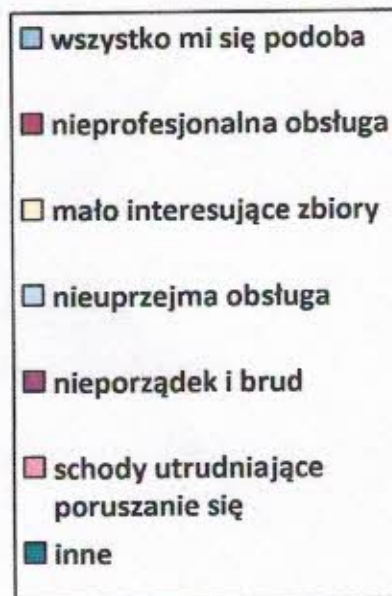 wszystko mi się podoba
nieprofesjonalna obsługa
mało interesujące zbiory
nieuprzejma obsługa
nieporządek i brud
schody utrudniające
poruszanie się
inne